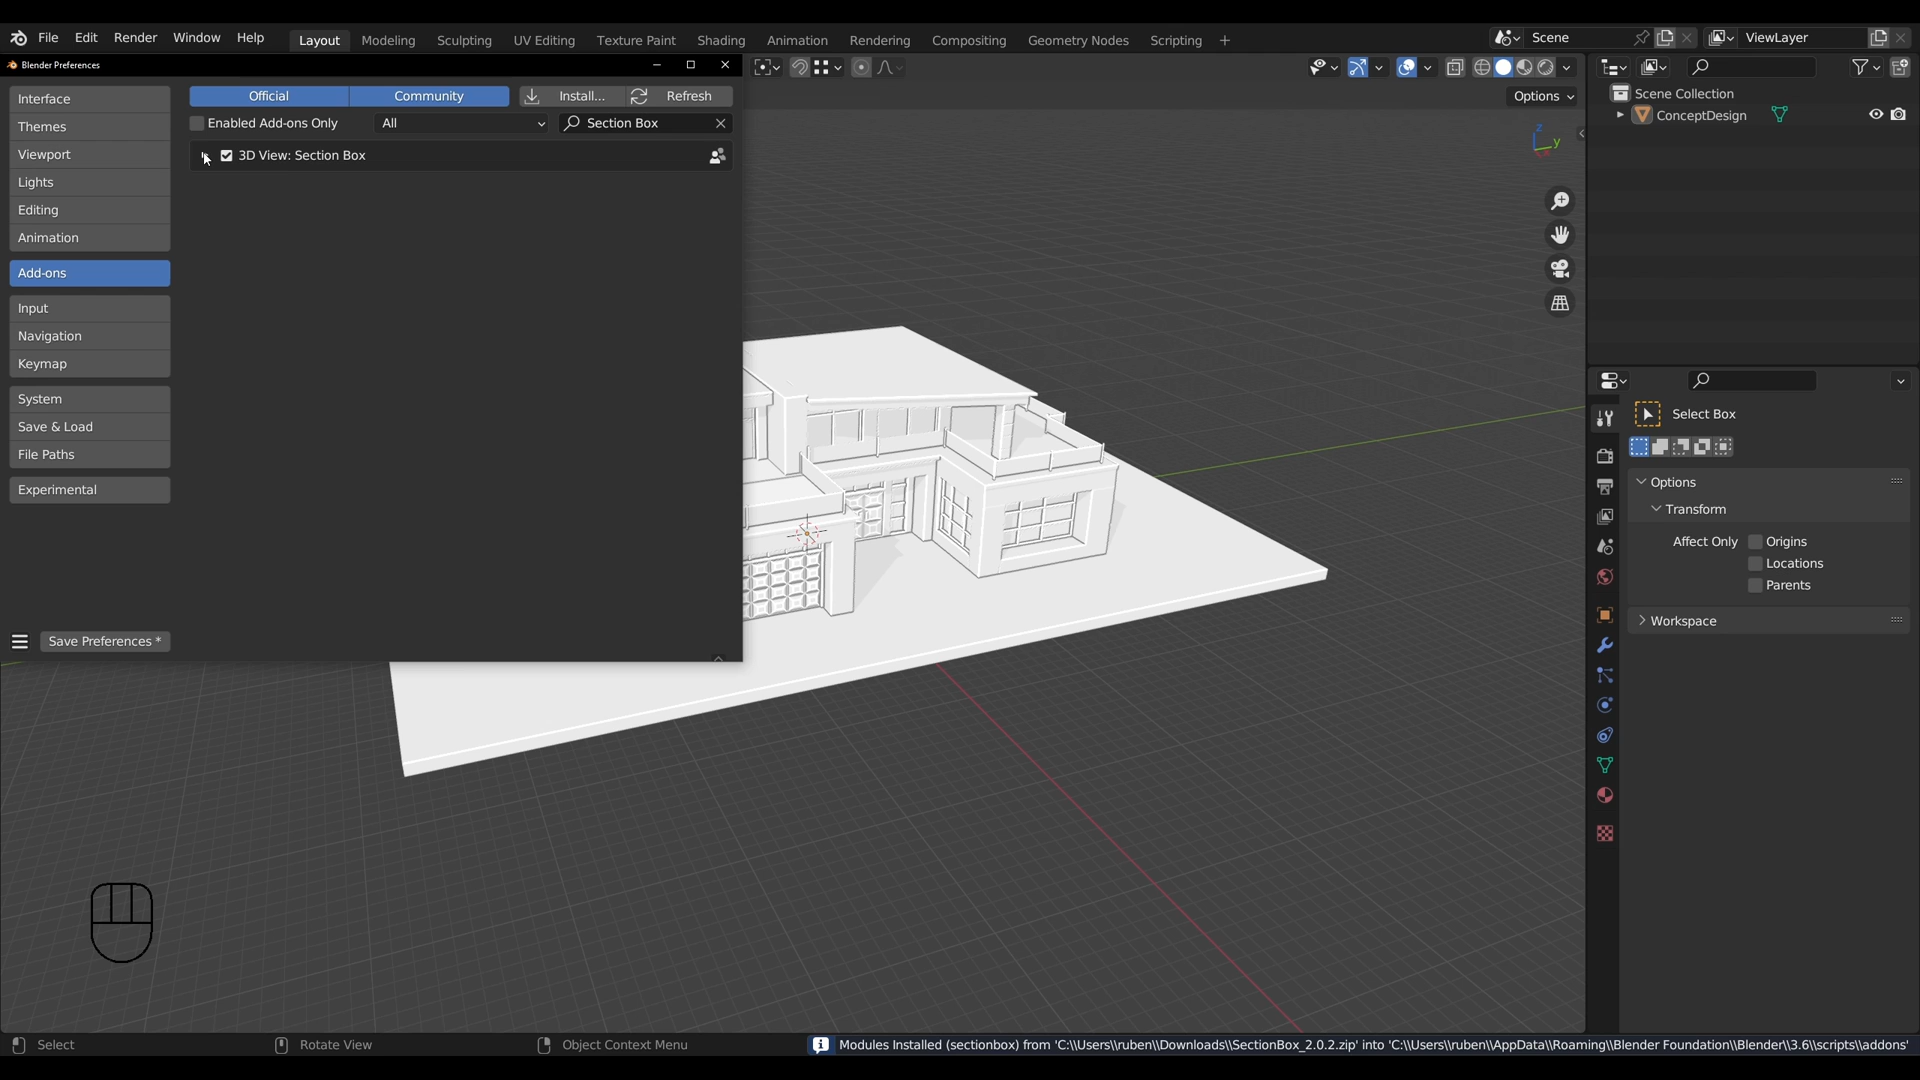 File Edit Render Window Help Layout Modeling Sculpting UV Editing Texture Paint Shading Animation Rendering Compositing Geometry Nodes Scripting + Scene ViewLayer
Blender Preferences
Interface
Themes
Viewport
Lights
Editing
Animation
Add-ons
Input
Navigation
Keymap
System
Save & Load
File Paths
Experimental
Save Preferences *
Official Community Install... Refresh
Enabled Add-ons Only All Section Box
3D View: Section Box
Options
Z
Y
X
Scene Collection
ConceptDesign
Select Box
Options
Transform
Affect Only Origins
Locations
Parents
Workspace
Select Rotate View Object Context Menu Modules Installed (sectionbox) from 'C:\\Users\\ruben\\Downloads\\SectionBox_2.0.2.zip' into 'C:\\Users\\ruben\\AppData\\Roaming\\Blender Foundation\\Blender\\3.6\\scripts\\addons'